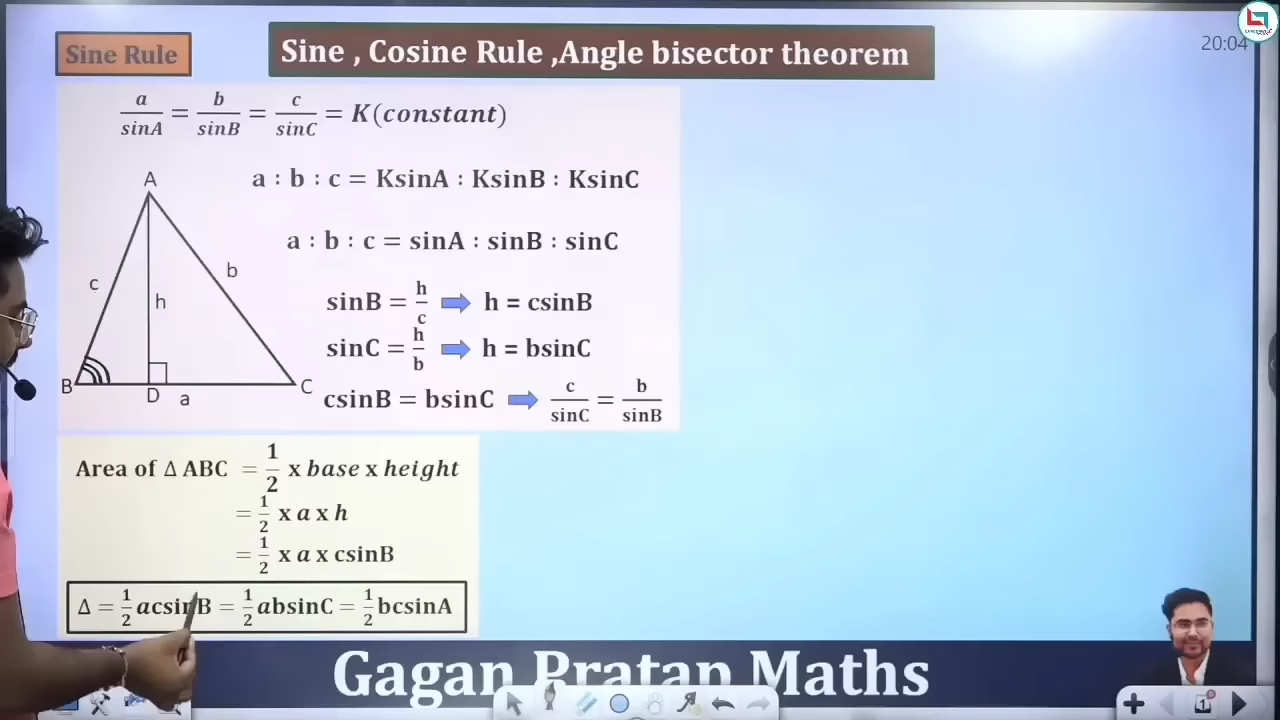 Sine Rule
Sine , Cosine Rule ,Angle bisector theorem
20:04
a/sinA = b/sinB = c/sinC = K(constant)
a : b : c = KsinA : KsinB : KsinC
a : b : c = sinA : sinB : sinC
A
c
b
h
B
D
a
C
sinB = h/c ⇒ h = csinB
sinC = h/b ⇒ h = bsinC
csinB = bsinC ⇒ c/sinC = b/sinB
Area of Δ ABC = 1/2 x base x height
= 1/2 x a x h
= 1/2 x a x csinB
Δ = 1/2 acsinB = 1/2 absinC = 1/2 bcsinA
Gagan Pratap Maths
1